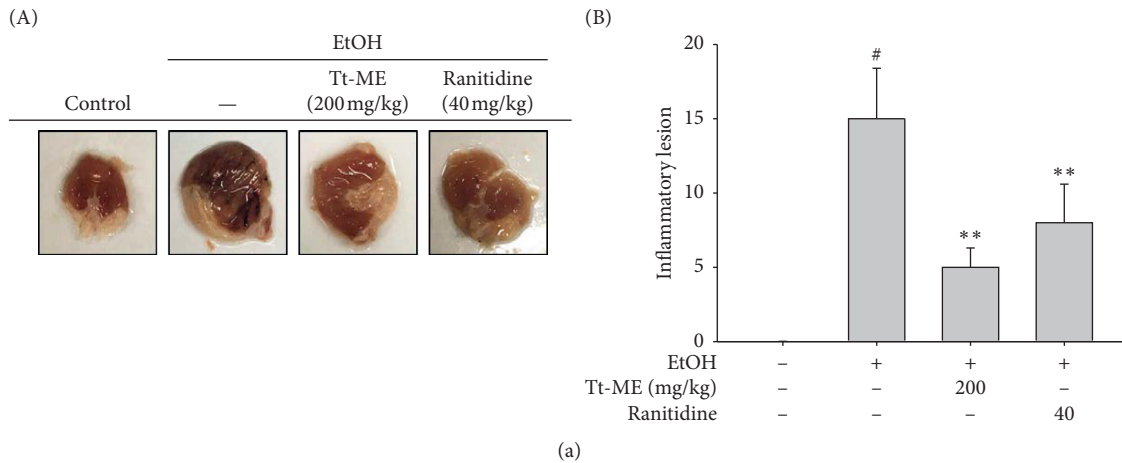 (A)
EtOH
Control
—
Tt-ME
(200 mg/kg)
Ranitidine
(40 mg/kg)
(B)
Inflammatory lesion
20
15
10
5
0
#
**
**
EtOH – + + +
Tt-ME (mg/kg) – – 200 –
Ranitidine – – – 40
(a)